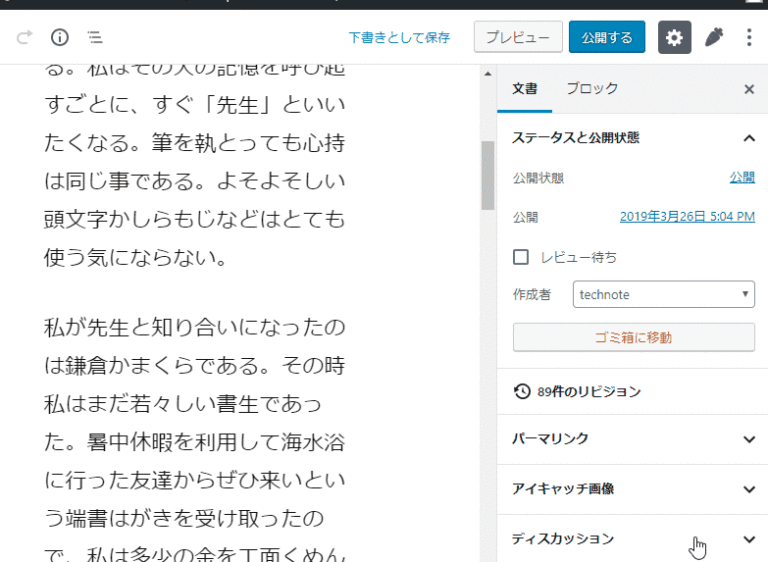 下書きとして保存
プレビュー
公開する
る。私はその人の記憶を呼び起
すごとに、すぐ「先生」といい
たくなる。筆を執とっても心持
は同じ事である。よそよそしい
頭文字かしらもじなどはとても
使う気にならない。
私が先生と知り合いになったの
は鎌倉かまくらである。その時
私はまだ若々しい書生であっ
た。暑中休暇を利用して海水浴
に行った友達からぜひ来いとい
う端書はがきを受け取ったの
で、私は多少の金を工面くめん
文書
ブロック
ステータスと公開状態
公開状態
公開
公開
2019年3月26日 5:04 PM
レビュー待ち
作成者
technote
ゴミ箱に移動
89件のリビジョン
パーマリンク
アイキャッチ画像
ディスカッション